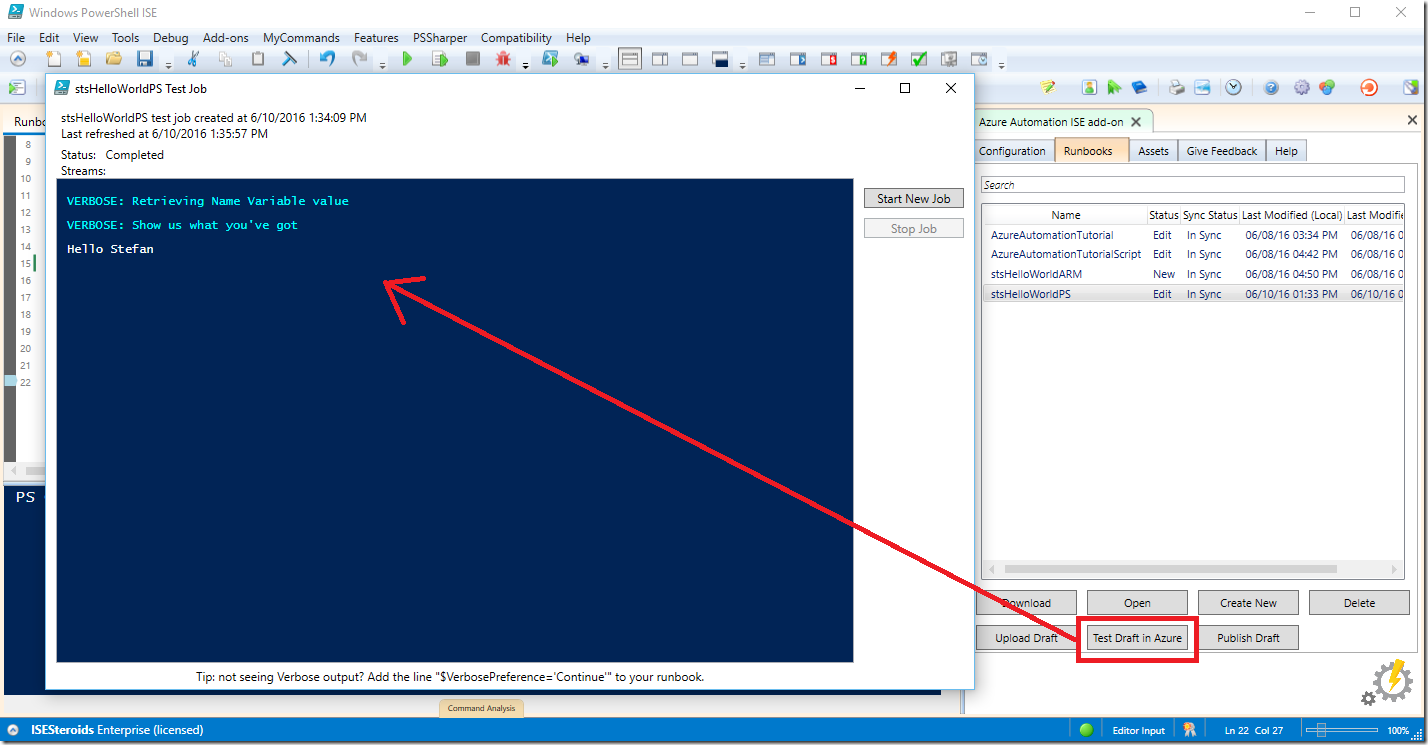 Windows PowerShell ISE
File Edit View Tools Debug Add-ons MyCommands Features PSSharper Compatibility Help
stsHelloWorldPS Test Job
stsHelloWorldPS test job created at 6/10/2016 1:34:09 PM
Last refreshed at 6/10/2016 1:35:57 PM
Status: Completed
Streams:
VERBOSE: Retrieving Name Variable value
VERBOSE: Show us what you've got
Hello Stefan
Start New Job
Stop Job
Tip: not seeing Verbose output? Add the line "$VerbosePreference='Continue'" to your runbook.
Runbo
8
9
10
11
12
13
14
15
16
17
18
19
20
21
22
PS
Azure Automation ISE add-on
Configuration Runbooks Assets Give Feedback Help
Search
Name Status Sync Status Last Modified (Local) Last Modifie
AzureAutomationTutorial Edit In Sync 06/08/16 03:34 PM 06/08/16 0
AzureAutomationTutorialScript Edit In Sync 06/08/16 04:42 PM 06/08/16 0
stsHelloWorldARM New In Sync 06/08/16 04:50 PM 06/08/16 0
stsHelloWorldPS Edit In Sync 06/10/16 01:33 PM 06/10/16 0
Download Open Create New Delete
Upload Draft Test Draft in Azure Publish Draft
Command Analysis
ISESteroids Enterprise (licensed)
Editor Input
Ln 22 Col 27
100%